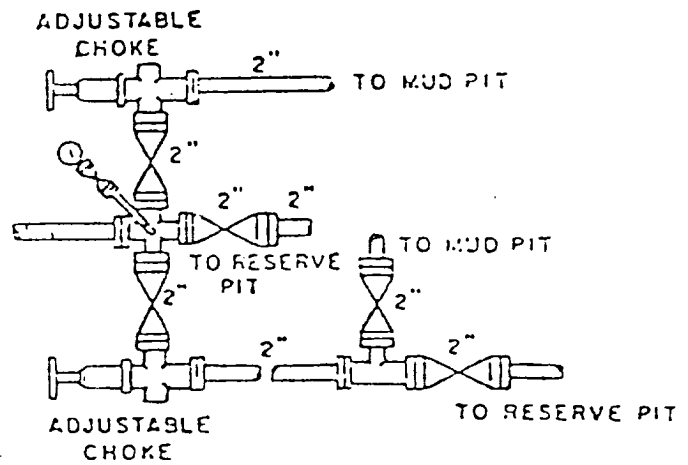 ADJUSTABLE
CHOKE
2"
TO MUD PIT
2"
2"
2"
TO MUD PIT
TO RESERVE
PIT
2"
2"
2"
2"
TO RESERVE PIT
ADJUSTABLE
CHOKE